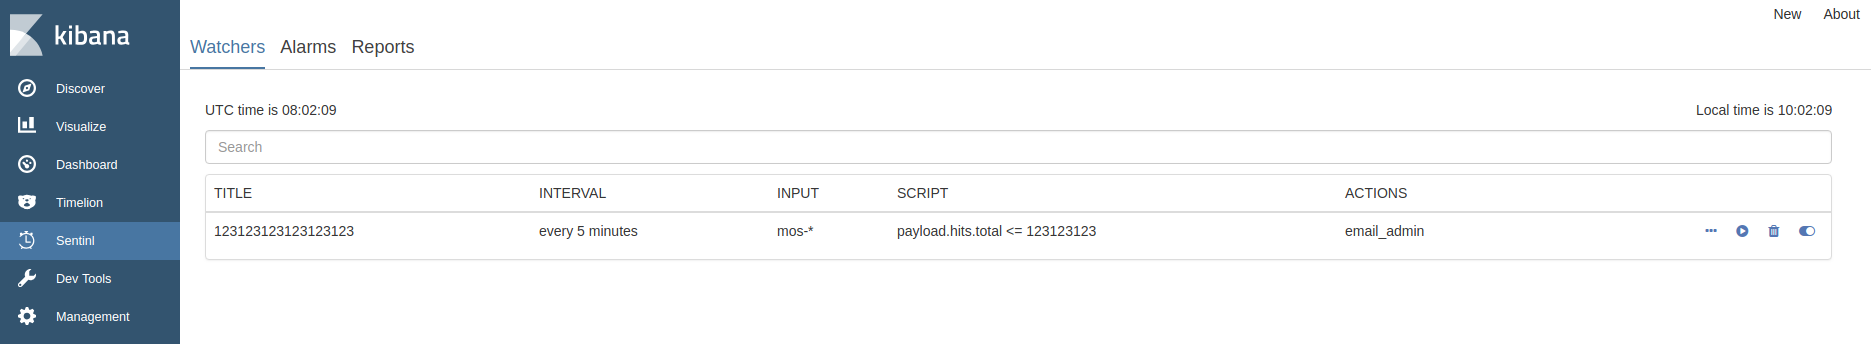 kibana
Discover
Visualize
Dashboard
Timelion
Sentinl
Dev Tools
Management
New About
Watchers Alarms Reports
UTC time is 08:02:09 Local time is 10:02:09
Search
TITLE INTERVAL INPUT SCRIPT ACTIONS
123123123123123123 every 5 minutes mos-* payload.hits.total <= 123123123 email_admin